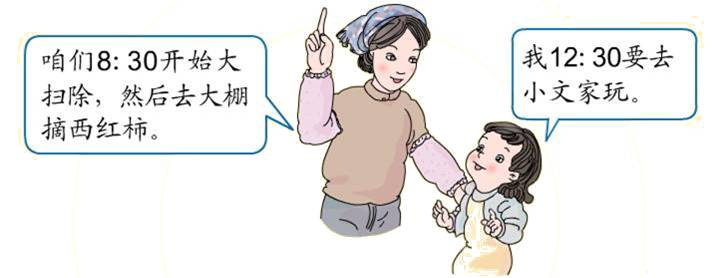 咱们8:30开始大
扫除，然后去大棚
摘西红柿。
我12:30要去
小文家玩。